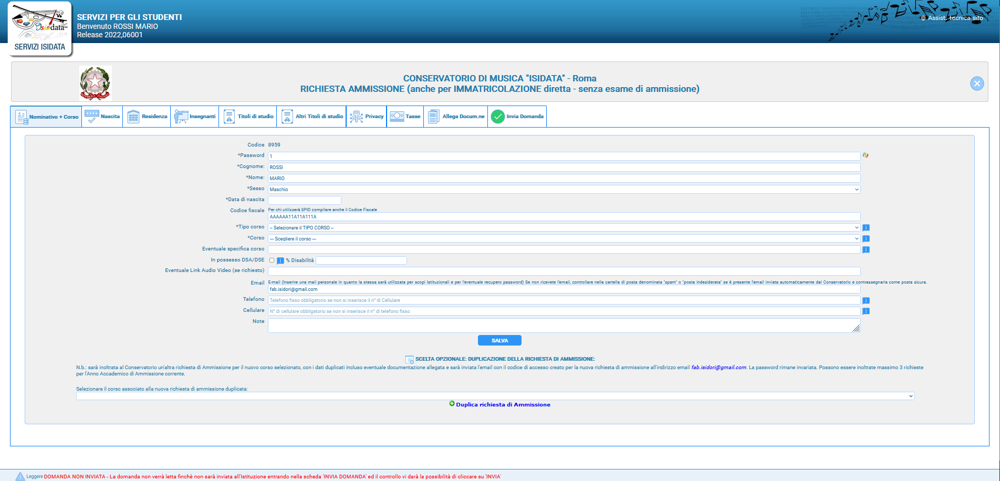 Isidata srl
SERVIZI ISIDATA
SERVIZI PER GLI STUDENTI
Benvenuto ROSSI MARIO
Release 2022,06001
@ Assist. tecnica sito
REPVBBLICA ITALIANA
CONSERVATORIO DI MUSICA "ISIDATA" - Roma
RICHIESTA AMMISSIONE (anche per IMMATRICOLAZIONE diretta - senza esame di ammissione)
Nominativo + Corso
Nascita
Residenza
Insegnanti
Titoli di studio
Altri Titoli di studio
Privacy
Tasse
Allega Docum.ne
Invia Domanda
Codice 8959
*Password 1
*Cognome: ROSSI
*Nome: MARIO
*Sesso Maschio
*Data di nascita
Codice fiscale Per chi utilizzerà SPID compilare anche il Codice Fiscale
AAAAAA11A11A111A
*Tipo corso -- Selezionare il TIPO CORSO --
*Corso --- Scegliere il corso ---
Eventuale specifica corso
In possesso DSA/DSE % Disabilità
Eventuale Link Audio Video (se richiesto)
Email E-mail (Inserire una mail personale in quanto la stessa sarà utilizzata per scopi Istituzionali e per l'eventuale recupero password) Se non ricevete l'email, controllare nella cartella di posta denominata "spam" o "posta indesiderata" se è presente l'email inviata automaticamente dal Conservatorio e contrassegnarla come posta sicura.
fab.isidori@gmail.com
Telefono Telefono fisso obbligatorio se non si inserisce il n° di Cellulare
Cellulare N° di cellulare obbligatorio se non si inserisce il n° di telefono fisso
Note
SALVA
SCELTA OPZIONALE: DUPLICAZIONE DELLA RICHIESTA DI AMMISSIONE:
N.b.: sarà inoltrata al Conservatorio un'altra richiesta di Ammissione per il nuovo corso selezionato, con i dati duplicati incluso eventuale documentazione allegata e sarà inviata l'email con il codice di accesso creato per la nuova richiesta di ammissione all'indirizzo email fab.isidori@gmail.com. La password rimane invariata. Possono essere inoltrate massimo 3 richieste
per l'Anno Accademico di Ammissione corrente.
Selezionare il corso associato alla nuova richiesta di ammissione duplicata:
Duplica richiesta di Ammissione
Leggere DOMANDA NON INVIATA - La domanda non verrà letta finchè non sarà inviata all'Istituzione entrando nella scheda 'INVIA DOMANDA' ed il controllo vi darà la possibilità di cliccare su 'INVIA'